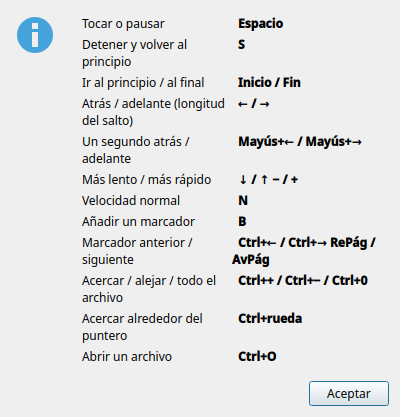 Tocar o pausar Espacio
Detener y volver al S
principio
Ir al principio / al final Inicio / Fin
Atrás / adelante (longitud ← / →
del salto)
Un segundo atrás / Mayús+← / Mayús+→
adelante
Más lento / más rápido ↓ / ↑ − / +
Velocidad normal N
Añadir un marcador B
Marcador anterior / Ctrl+← / Ctrl+→ RePág /
siguiente AvPág
Acercar / alejar / todo el Ctrl++ / Ctrl+− / Ctrl+0
archivo
Acercar alrededor del Ctrl+rueda
puntero
Abrir un archivo Ctrl+O
Aceptar